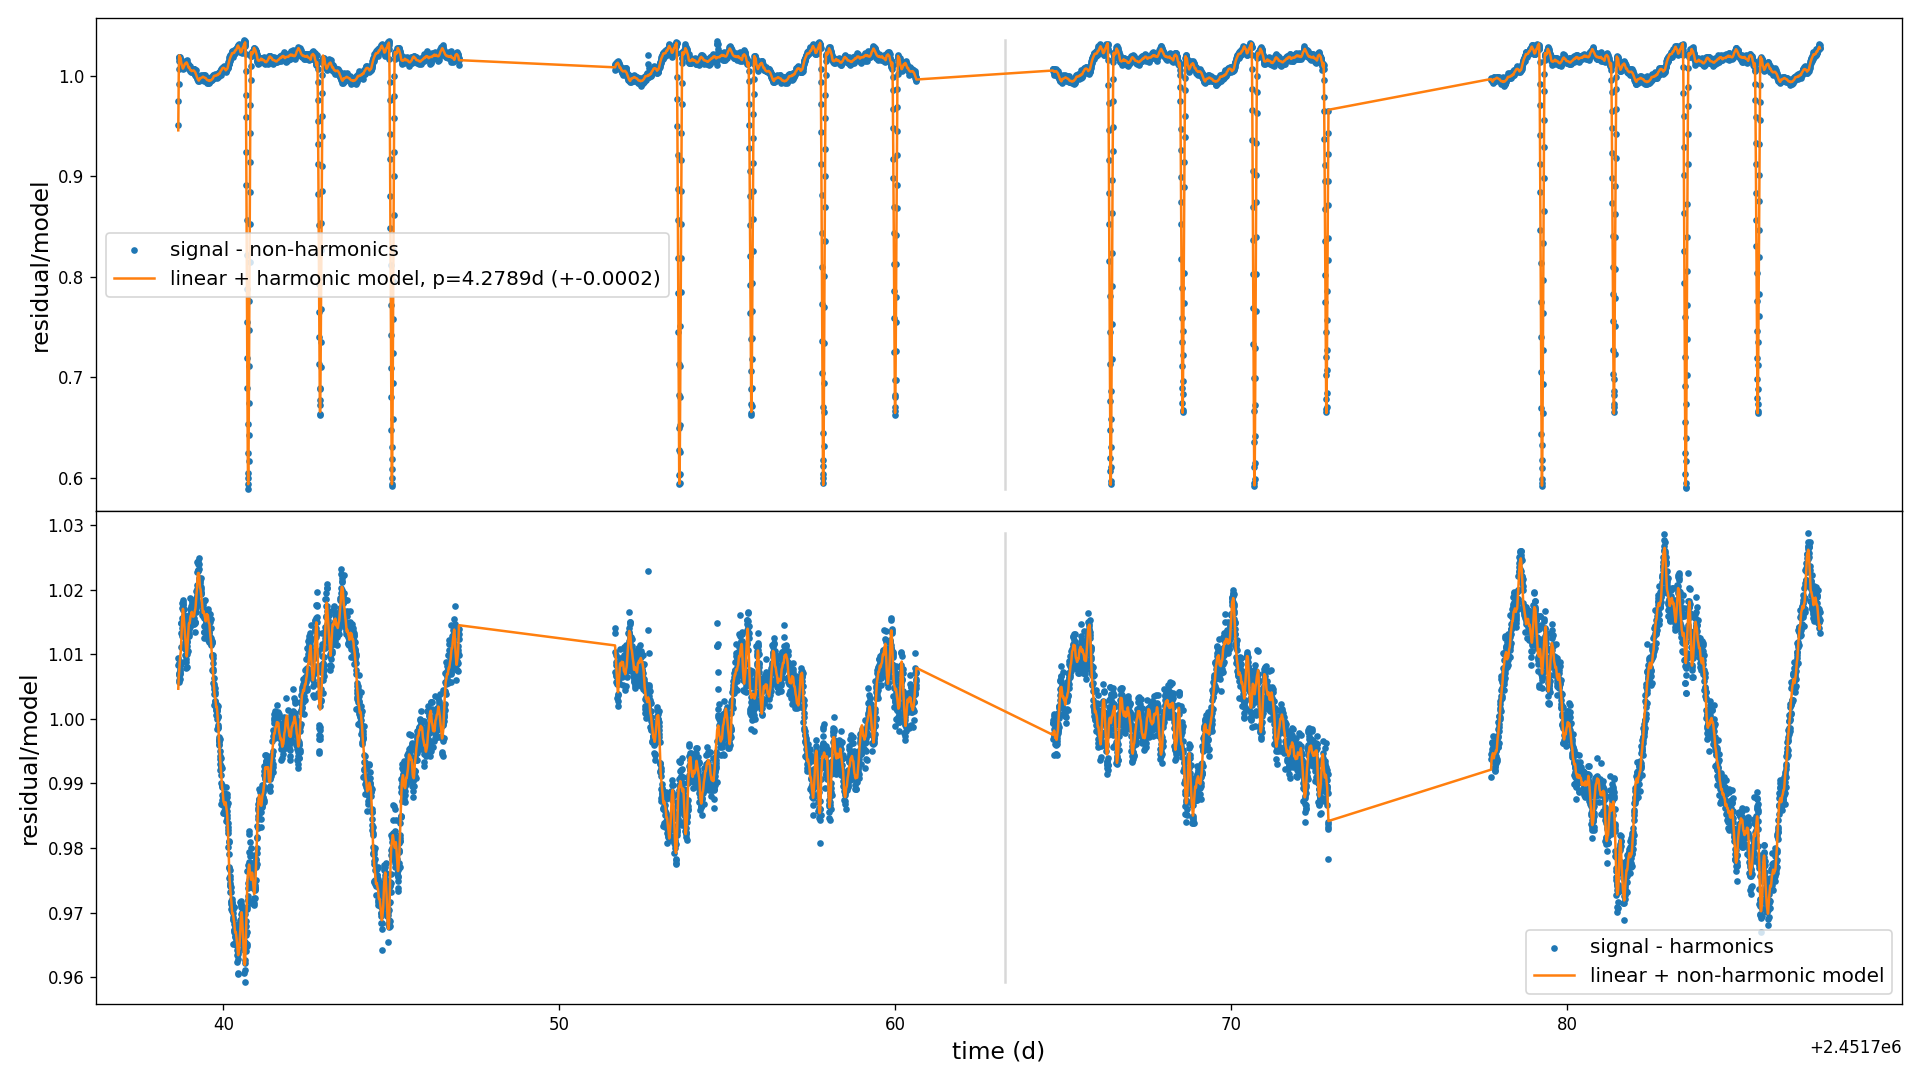 1.0
0.9
0.8
0.7
0.6
residual/model
signal - non-harmonics
linear + harmonic model, p=4.2789d (+-0.0002)
1.03
1.02
1.01
1.00
0.99
0.98
0.97
0.96
residual/model
signal - harmonics
linear + non-harmonic model
40
50
60
70
80
time (d)
+2.4517e6